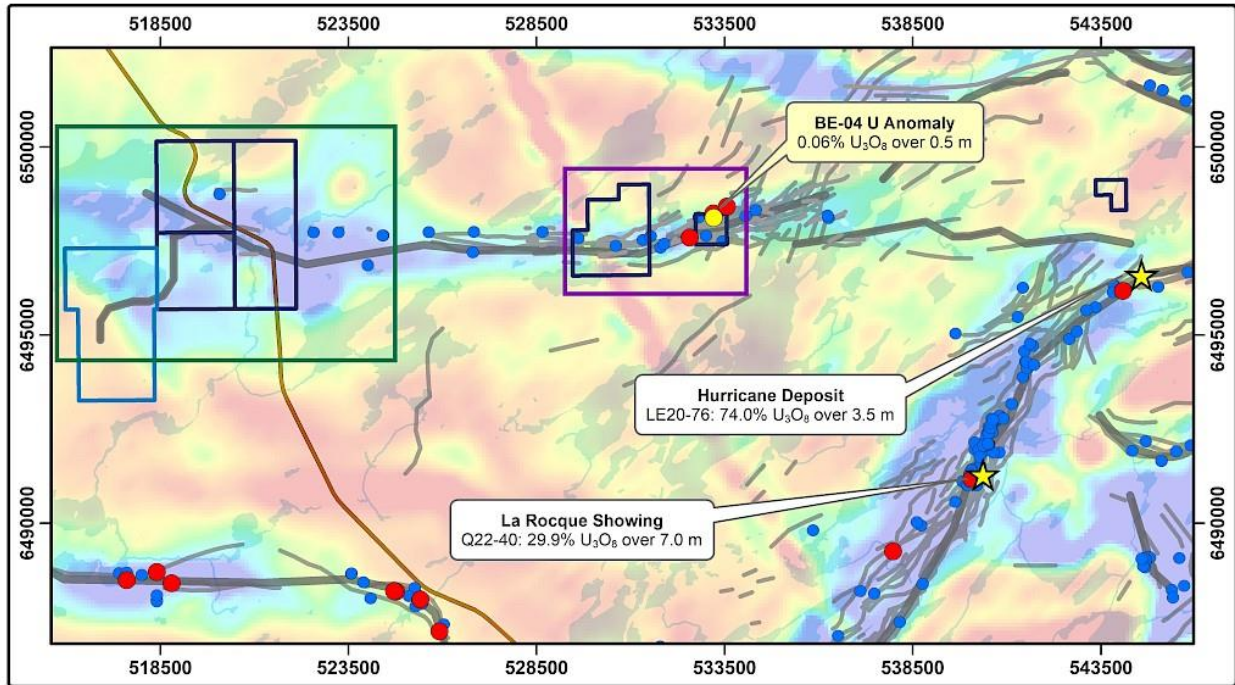 518500 523500 528500 533500 538500 543500
6500000
6500000
BE-04 U Anomaly
0.06% U₃O₈ over 0.5 m
6495000
6495000
Hurricane Deposit
LE20-76: 74.0% U₃O₈ over 3.5 m
6490000
6490000
La Rocque Showing
Q22-40: 29.9% U₃O₈ over 7.0 m
518500 523500 528500 533500 538500 543500